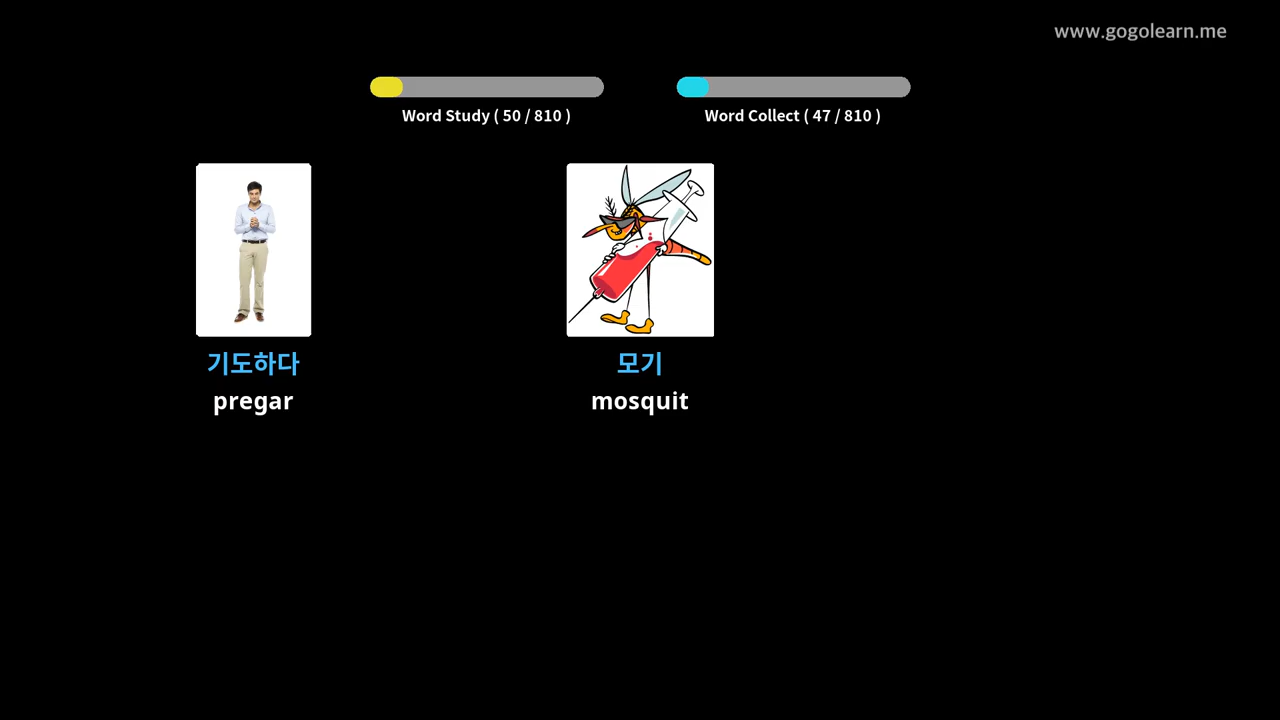 www.gogolearn.me
Word Study ( 50 / 810 )
Word Collect ( 47 / 810 )
기도하다
pregar
모기
mosquit